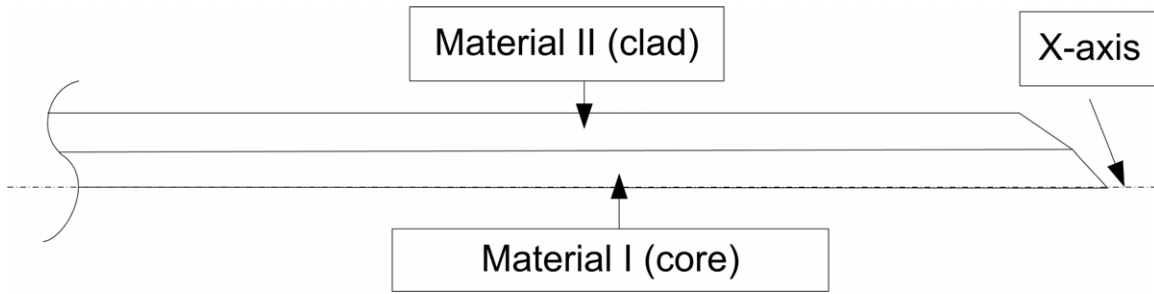 Material II (clad)
X-axis
Material I (core)